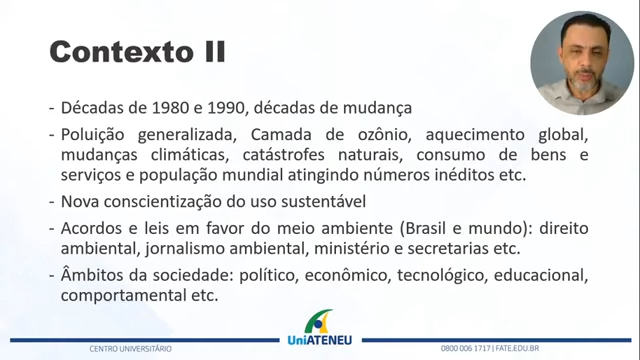 Contexto II
- Décadas de 1980 e 1990, décadas de mudança
- Poluição generalizada, Camada de ozônio, aquecimento global,
mudanças climáticas, catástrofes naturais, consumo de bens e
serviços e população mundial atingindo números inéditos etc.
- Nova conscientização do uso sustentável
- Acordos e leis em favor do meio ambiente (Brasil e mundo): direito
ambiental, jornalismo ambiental, ministério e secretarias etc.
- Âmbitos da sociedade: político, econômico, tecnológico, educacional,
comportamental etc.
CENTRO UNIVERSITÁRIO
UniATENEU
0800 006 1717 | FATE.EDU.BR